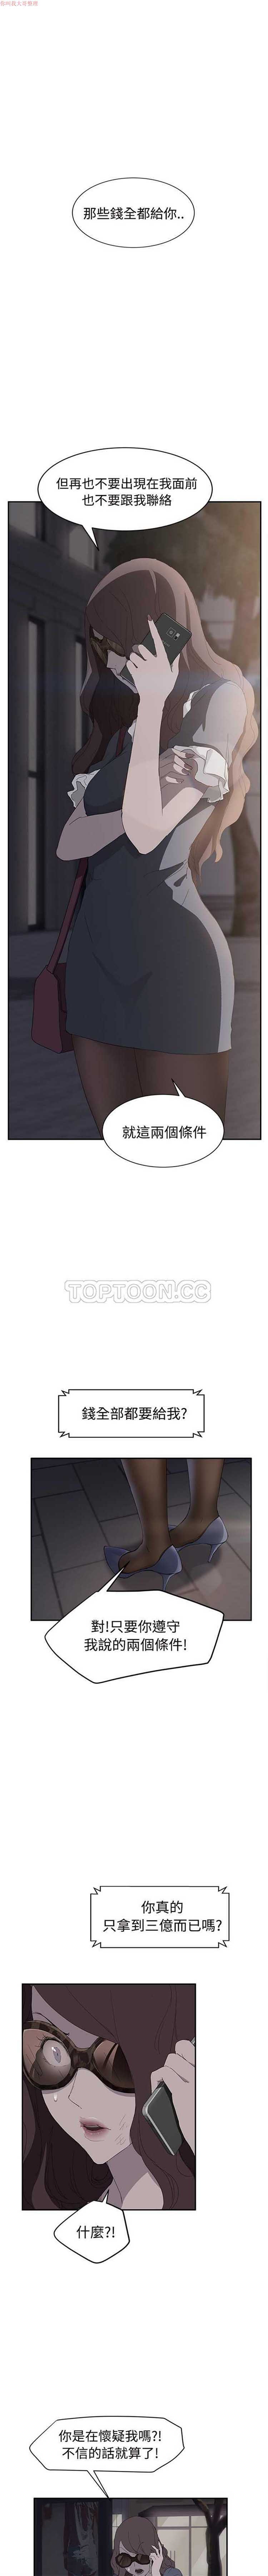 那些錢全都給你..
但再也不要出現在我面前
也不要跟我聯絡
就這兩個條件
TOPTOON.CC
錢全部都要給我?
對!只要你遵守
我說的兩個條件!
你真的
只拿到三億而已嗎?
什麼?!
你是在懷疑我嗎?!
不信的話就算了!